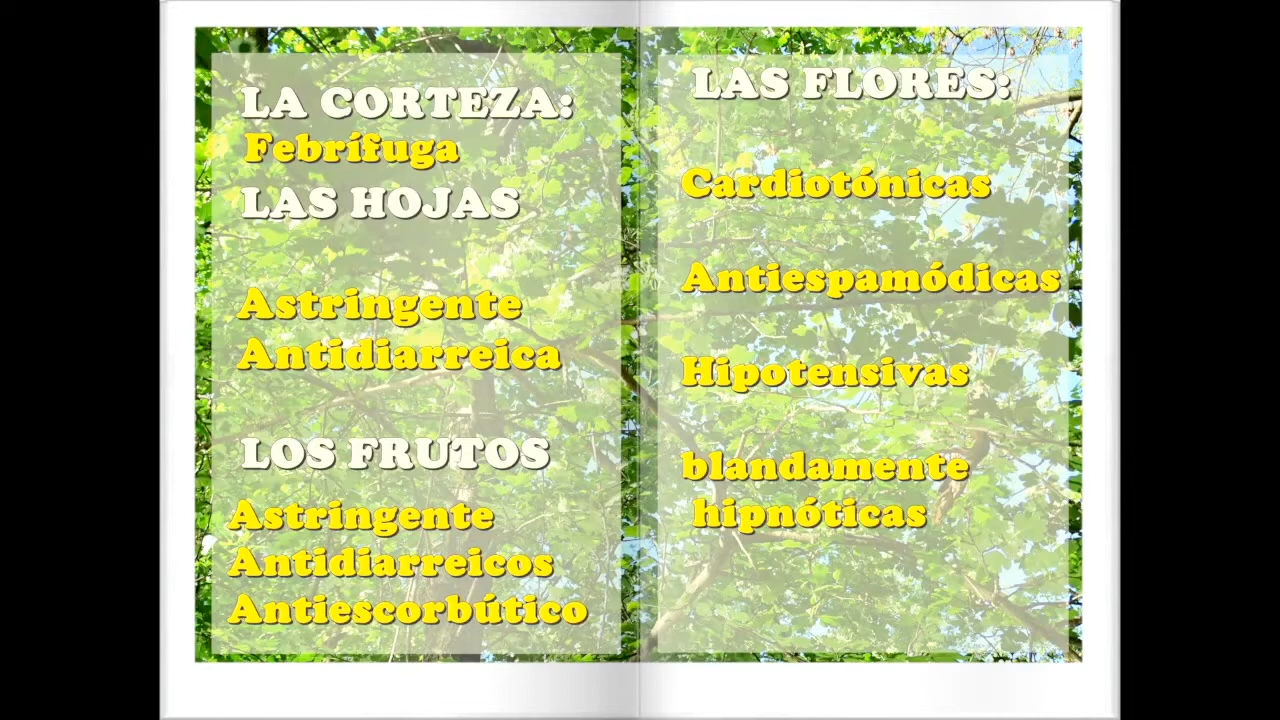 LA CORTEZA:
Febrífuga
LAS HOJAS
Astringente
Antidiarreica
LOS FRUTOS
Astringente
Antidiarreicos
Antiescorbútico
LAS FLORES:
Cardiotónicas
Antiespamódicas
Hipotensivas
blandamente
hipnóticas